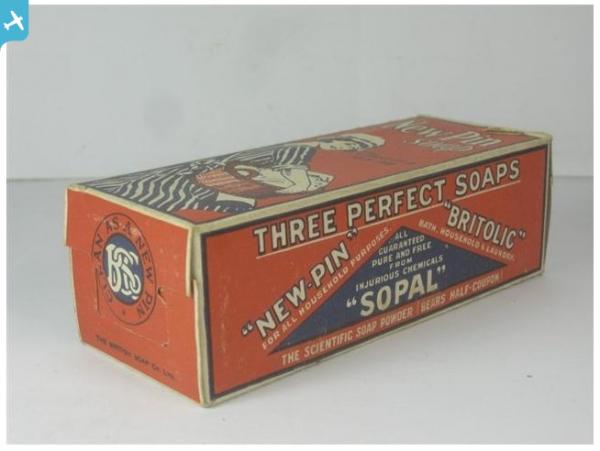 New-Pin
SOAP
THREE PERFECT SOAPS
"NEW-PIN"
FOR ALL HOUSEHOLD PURPOSES.
ALL
GUARANTEED
PURE AND FREE
FROM
INJURIOUS CHEMICALS
"BRITOLIC"
BATH, HOUSEHOLD & LAUNDRY.
"SOPAL"
THE SCIENTIFIC SOAP POWDER BEARS HALF-COUPON
CLEAN AS A NEW PIN
BSC
THE BRITISH SOAP Co. LTD.